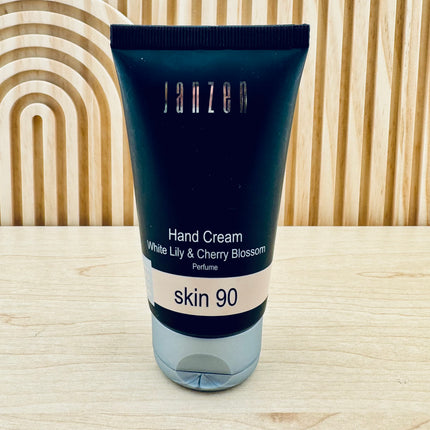 Janzen
Hand Cream
White Lily & Cherry Blossom
Perfume
skin 90